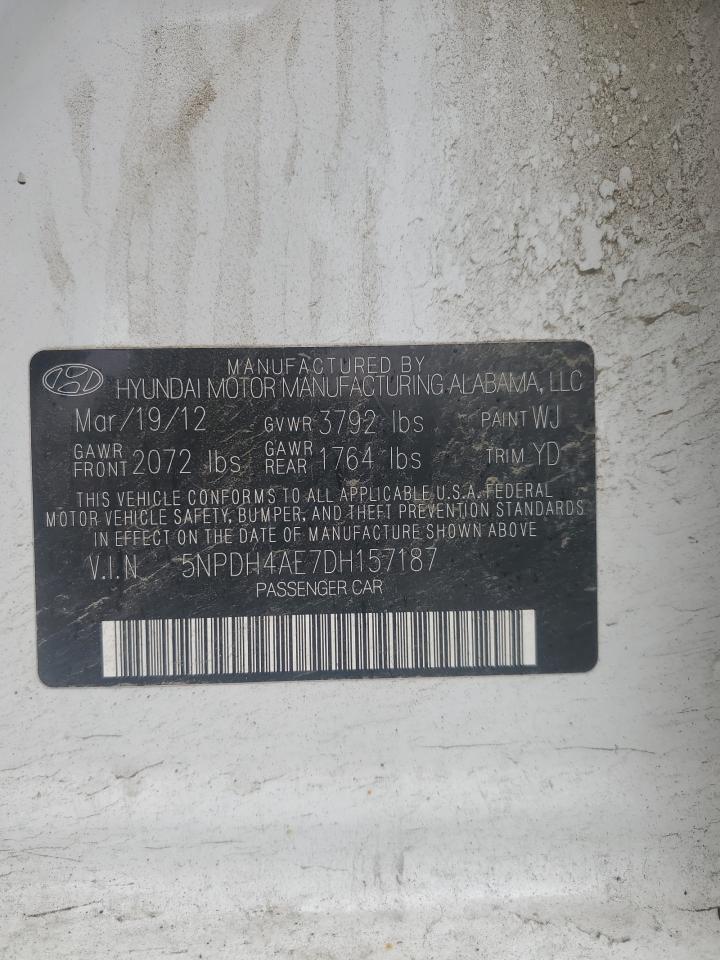 MANUFACTURED BY
HYUNDAI MOTOR MANUFACTURING ALABAMA, LLC
Mar/19/12 GVWR 3792 lbs PAINT WJ
GAWR FRONT 2072 lbs GAWR REAR 1764 lbs TRIM YD
THIS VEHICLE CONFORMS TO ALL APPLICABLE U.S.A. FEDERAL
MOTOR VEHICLE SAFETY, BUMPER, AND THEFT PREVENTION STANDARDS
IN EFFECT ON THE DATE OF MANUFACTURE SHOWN ABOVE.
V.I.N 5NPDH4AE7DH157187
PASSENGER CAR